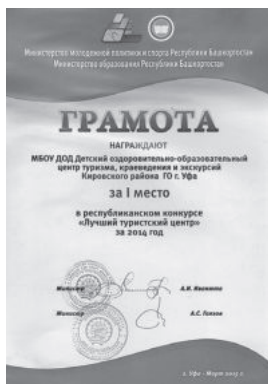 Министерство молодежной политики и спорта Республики Башкортостан
Министерство образования Республики Башкортостан
ГРАМОТА
НАГРАЖДАЮТ
МБОУ ДОД Детский оздоровительно-образовательный
центр туризма, краеведения и экскурсий
Кировского района ГО г. Уфа
за I место
в республиканском конкурсе
«Лучший туристский центр»
за 2014 год
Министр А.И.
Министр А.С.
г. Уфа - Март 2015 г.